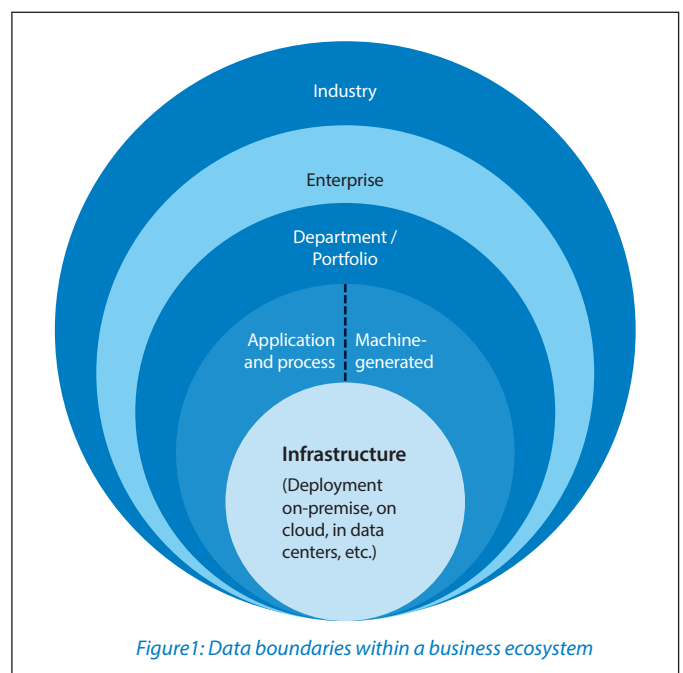 Industry
Enterprise
Department /
Portfolio
Application
and process
Machine-
generated
Infrastructure
(Deployment
on-premise, on
cloud, in data
centers, etc.)
Figure1: Data boundaries within a business ecosystem